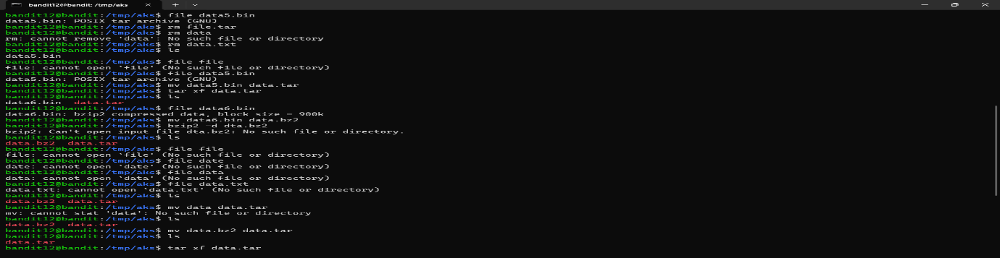 bandit12@bandit: /tmp/aks
bandit12@bandit:/tmp/aks$ file data5.bin
data5.bin: POSIX tar archive (GNU)
bandit12@bandit:/tmp/aks$ rm file.tar
bandit12@bandit:/tmp/aks$ rm data
rm: cannot remove 'data': No such file or directory
bandit12@bandit:/tmp/aks$ rm data.txt
bandit12@bandit:/tmp/aks$ ls
data5.bin
bandit12@bandit:/tmp/aks$ file file
file: cannot open `file' (No such file or directory)
bandit12@bandit:/tmp/aks$ file data5.bin
data5.bin: POSIX tar archive (GNU)
bandit12@bandit:/tmp/aks$ mv data5.bin data.tar
bandit12@bandit:/tmp/aks$ tar xf data.tar
bandit12@bandit:/tmp/aks$ ls
data6.bin  data.tar
bandit12@bandit:/tmp/aks$ file data6.bin
data6.bin: bzip2 compressed data, block size = 900k
bandit12@bandit:/tmp/aks$ mv data6.bin data.bz2
bandit12@bandit:/tmp/aks$ bzip2 -d dta.bz2
bzip2: Can't open input file dta.bz2: No such file or directory.
bandit12@bandit:/tmp/aks$ ls
data.bz2  data.tar
bandit12@bandit:/tmp/aks$ file file
file: cannot open `file' (No such file or directory)
bandit12@bandit:/tmp/aks$ file date
date: cannot open `date' (No such file or directory)
bandit12@bandit:/tmp/aks$ file data
data: cannot open `data' (No such file or directory)
bandit12@bandit:/tmp/aks$ file data.txt
data.txt: cannot open `data.txt' (No such file or directory)
bandit12@bandit:/tmp/aks$ ls
data.bz2  data.tar
bandit12@bandit:/tmp/aks$ mv data data.tar
mv: cannot stat 'data': No such file or directory
bandit12@bandit:/tmp/aks$ ls
data.bz2  data.tar
bandit12@bandit:/tmp/aks$ mv data.bz2 data.tar
bandit12@bandit:/tmp/aks$ ls
data.tar
bandit12@bandit:/tmp/aks$ tar xf data.tar